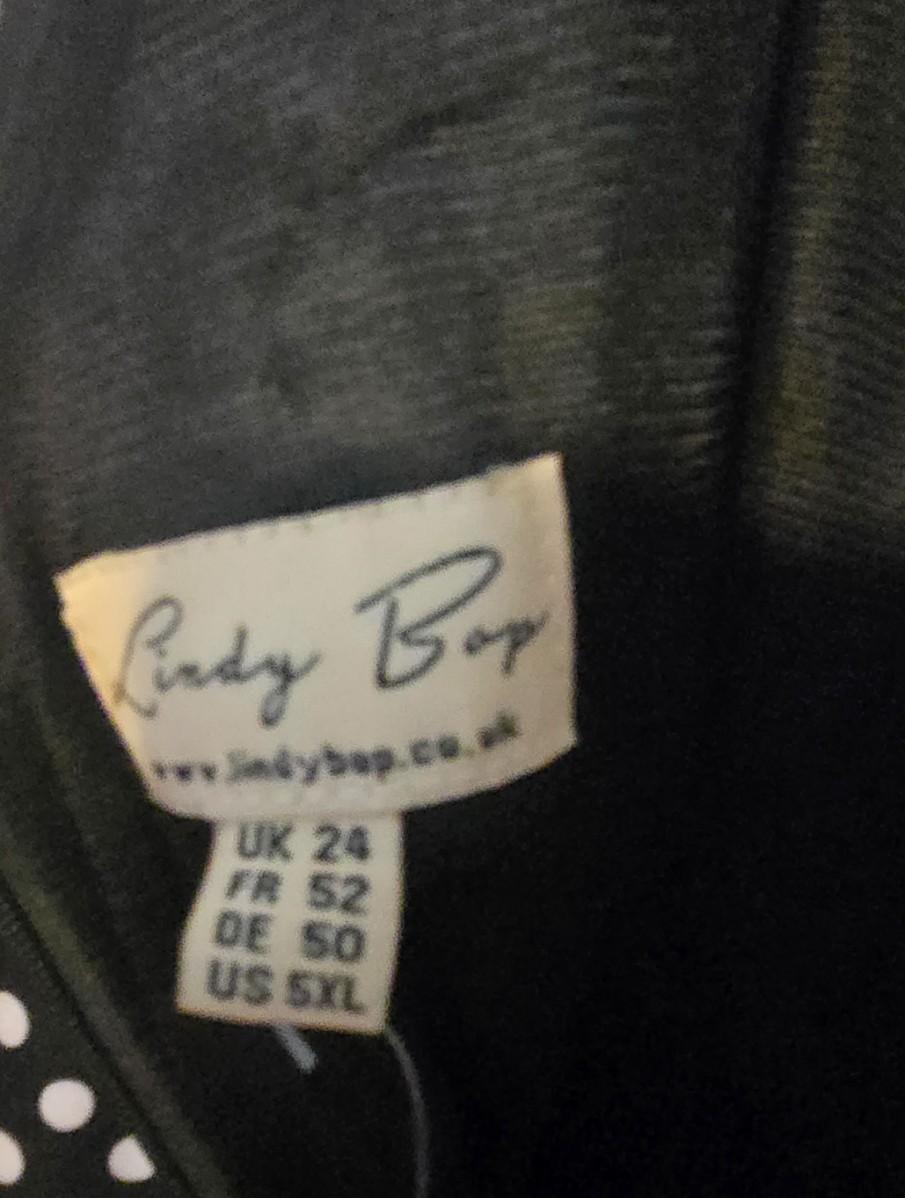 Lindy Bop
www.lindybop.co.uk
UK 24
FR 52
DE 50
US 5XL